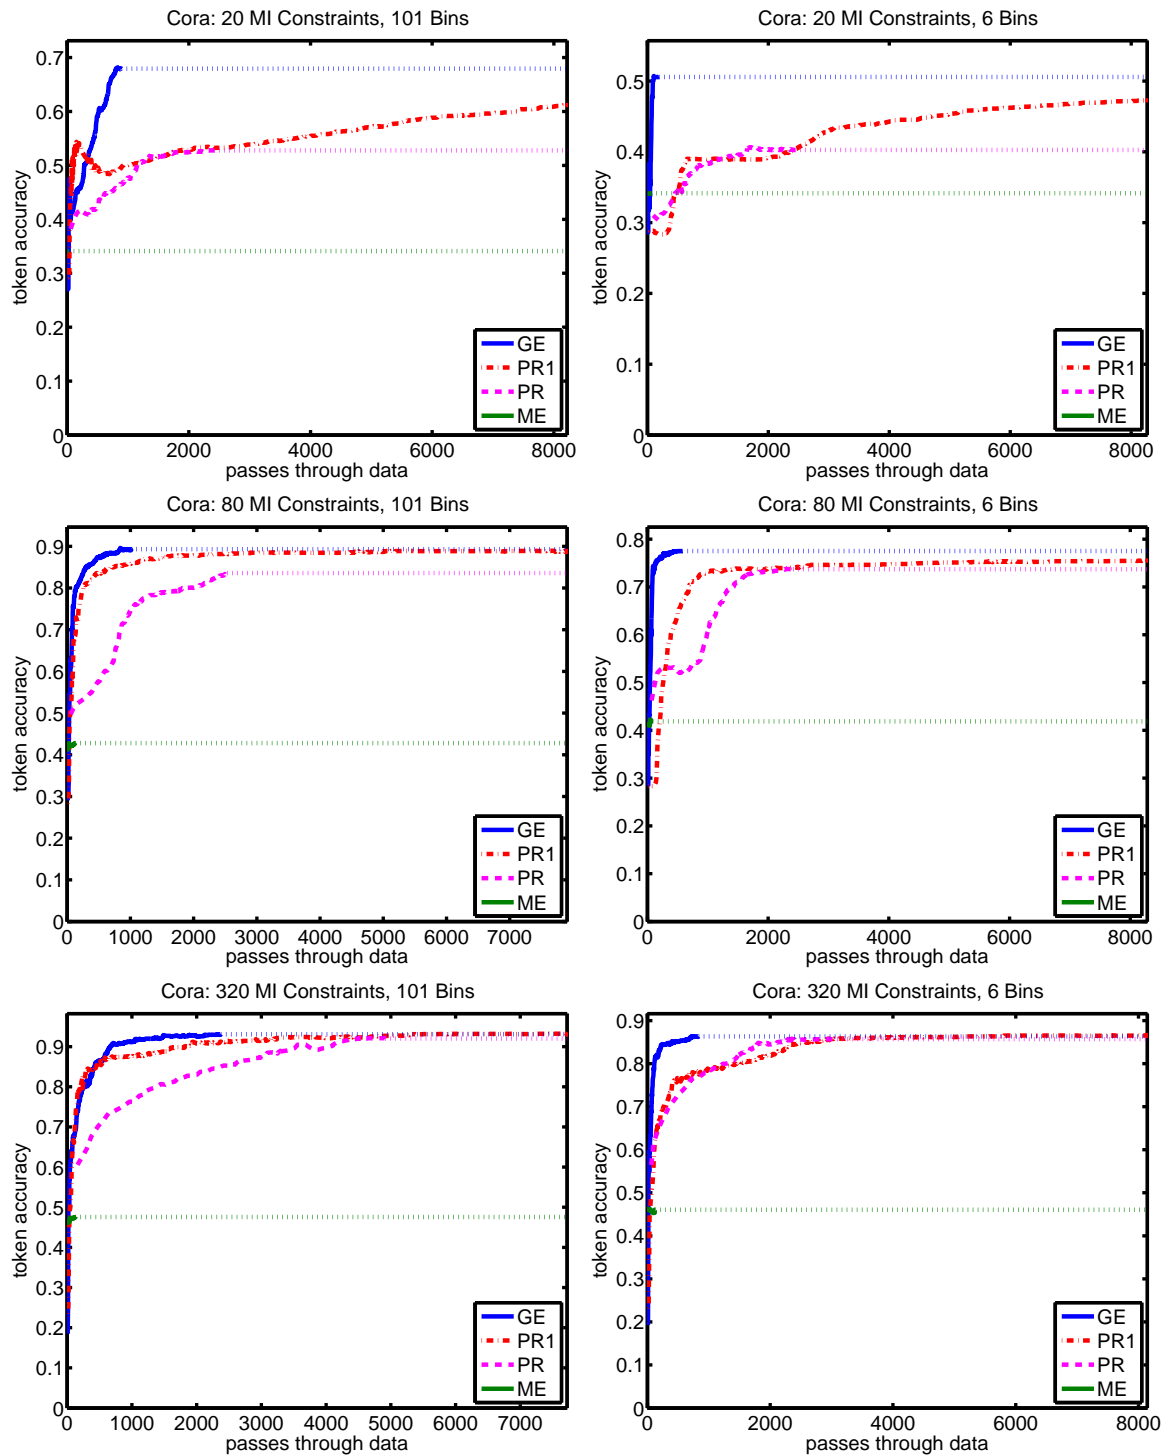 Cora: 20 MI Constraints, 101 Bins
token accuracy
0.7
0.6
0.5
0.4
0.3
0.2
0.1
0
0 2000 4000 6000 8000
passes through data
GE
PR1
PR
ME
Cora: 20 MI Constraints, 6 Bins
token accuracy
0.5
0.4
0.3
0.2
0.1
0
0 2000 4000 6000 8000
passes through data
GE
PR1
PR
ME
Cora: 80 MI Constraints, 101 Bins
token accuracy
0.9
0.8
0.7
0.6
0.5
0.4
0.3
0.2
0.1
0
0 1000 2000 3000 4000 5000 6000 7000
passes through data
GE
PR1
PR
ME
Cora: 80 MI Constraints, 6 Bins
token accuracy
0.8
0.7
0.6
0.5
0.4
0.3
0.2
0.1
0
0 2000 4000 6000 8000
passes through data
GE
PR1
PR
ME
Cora: 320 MI Constraints, 101 Bins
token accuracy
0.9
0.8
0.7
0.6
0.5
0.4
0.3
0.2
0.1
0
0 1000 2000 3000 4000 5000 6000 7000
passes through data
GE
PR1
PR
ME
Cora: 320 MI Constraints, 6 Bins
token accuracy
0.9
0.8
0.7
0.6
0.5
0.4
0.3
0.2
0.1
0
0 2000 4000 6000 8000
passes through data
GE
PR1
PR
ME